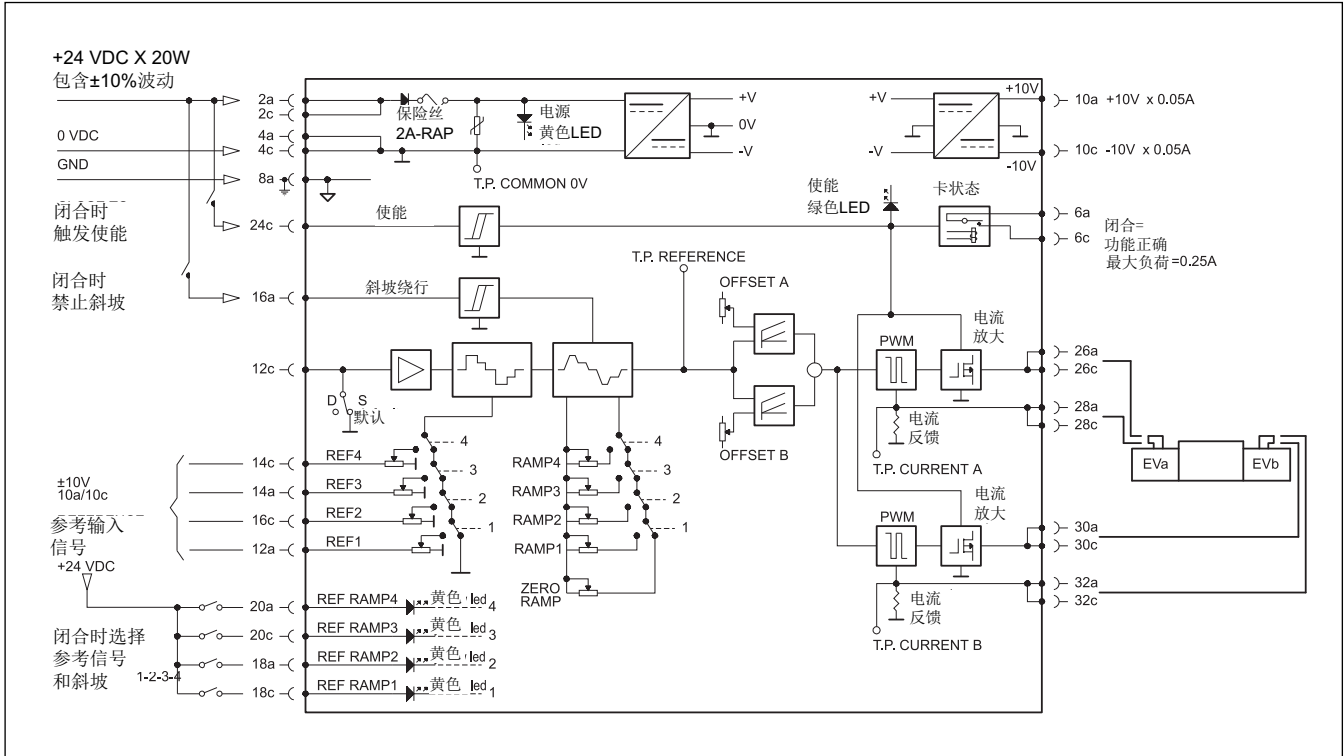 +24 VDC X 20W
包含±10%波动
0 VDC
GND
闭合时
触发使能
闭合时
禁止斜坡
2a
2c
4a
4c
8a
24c
16a
12c
14c
14a
16c
12a
20a
20c
18a
18c
±10V
10a/10c
参考输入
信号
+24 VDC
闭合时选择
参考信号
和斜坡
1-2-3-4
保险丝
2A-RAP
电源
黄色LED
T.P. COMMON 0V
+V
0V
-V
+V
-V
+10V
-10V
10a +10V x 0.05A
10c -10V x 0.05A
使能
使能
绿色LED
卡状态
6a
6c
闭合=
功能正确
最大负荷=0.25A
斜坡绕行
T.P. REFERENCE
OFFSET A
OFFSET B
D
S
默认
REF4
REF3
REF2
REF1
4
3
2
1
RAMP4
RAMP3
RAMP2
RAMP1
ZERO
RAMP
4
3
2
1
PWM
电流
放大
26a
26c
28a
28c
电流
反馈
T.P. CURRENT A
EVa
EVb
PWM
电流
放大
30a
30c
32a
32c
电流
反馈
T.P. CURRENT B
REF RAMP4 黄色 led 4
REF RAMP3 黄色 led 3
REF RAMP2 黄色 led 2
REF RAMP1 黄色 led 1